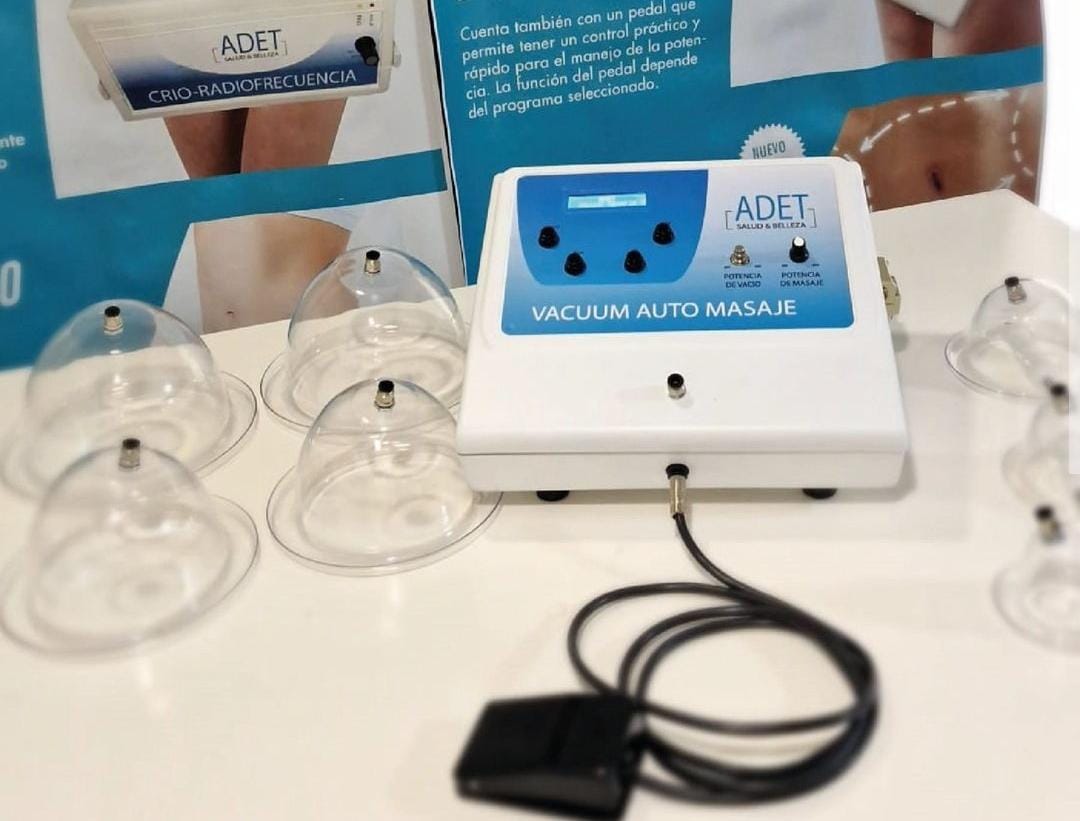 ADET
SALUD & BELLEZA
CRIO-RADIOFRECUENCIA
Cuenta también con un pedal que
permite tener un control práctico y
rápido para el manejo de la poten-
cia. La función del pedal depende
del programa seleccionado.
NUEVO
ADET
SALUD & BELLEZA
POTENCIA
DE VACIO
POTENCIA
DE MASAJE
VACUUM AUTO MASAJE